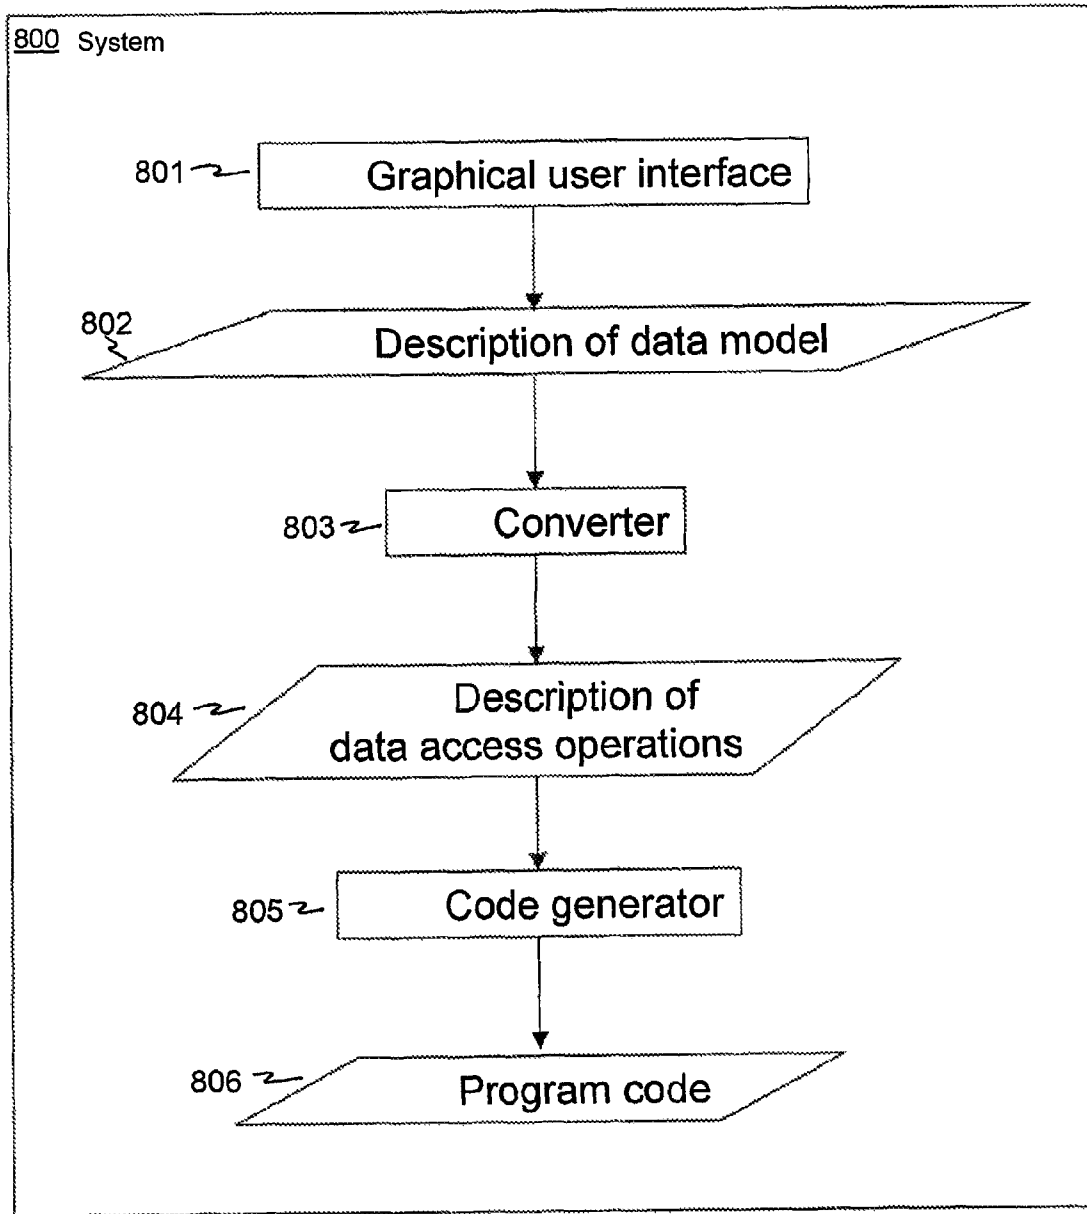 800 System
801 Graphical user interface
802
Description of data model
803 Converter
804 Description of
data access operations
805 Code generator
806 Program code